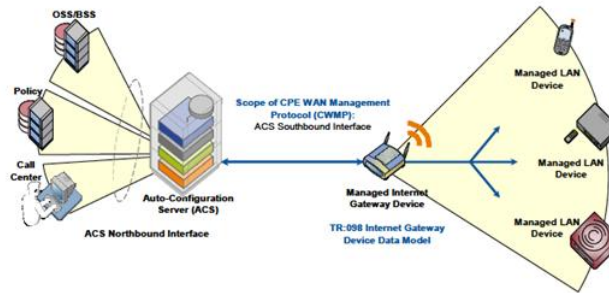 OSS/BSS
Policy
Call
Center
Auto-Configuration
Server (ACS)
ACS Northbound Interface
Scope of CPE WAN Management
Protocol (CWMP):
ACS Southbound Interface
Managed Internet
Gateway Device
TR-098 Internet Gateway
Device Data Model
Managed LAN
Device
Managed LAN
Device
Managed LAN
Device